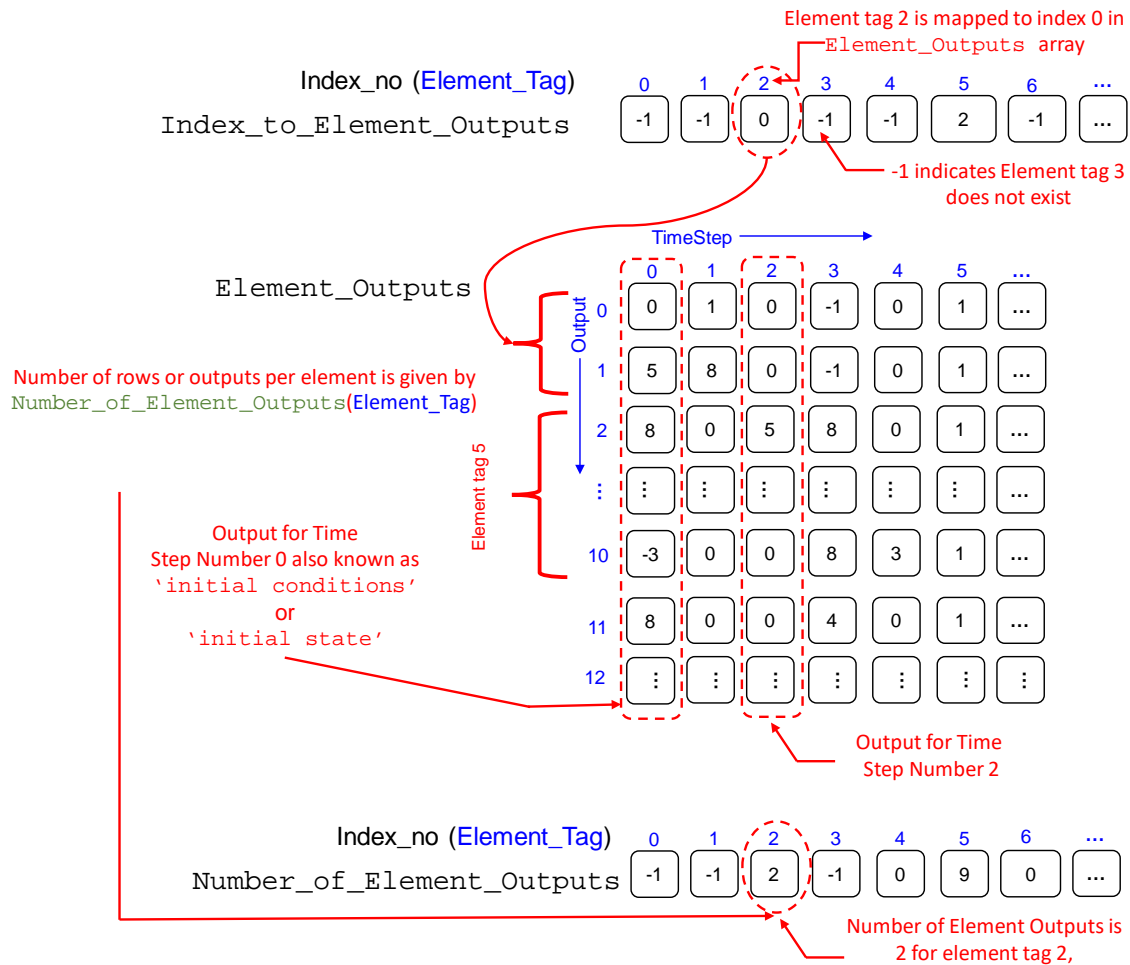 Element tag 2 is mapped to index 0 in
Element_Outputs array
Index_no (Element_Tag)
0 1 2 3 4 5 6 ...
Index_to_Element_Outputs
-1 -1 0 -1 -1 2 -1 ...
-1 indicates Element tag 3
does not exist
TimeStep
0 1 2 3 4 5 ...
Element_Outputs
Output
0 0 1 0 -1 0 1 ...
1 5 8 0 -1 0 1 ...
Number of rows or outputs per element is given by
Number_of_Element_Outputs(Element_Tag)
2 8 0 5 8 0 1 ...
Element tag 5
⋮ ⋮ ⋮ ⋮ ⋮ ⋮ ⋮ ...
10 -3 0 0 8 3 1 ...
Output for Time
Step Number 0 also known as
‘initial conditions’
or
‘initial state’
11 8 0 0 4 0 1 ...
12 ⋮ ⋮ ⋮ ⋮ ⋮ ⋮ ⋮
Output for Time
Step Number 2
Index_no (Element_Tag)
0 1 2 3 4 5 6 ...
Number_of_Element_Outputs
-1 -1 2 -1 0 9 0 ...
Number of Element Outputs is
2 for element tag 2,